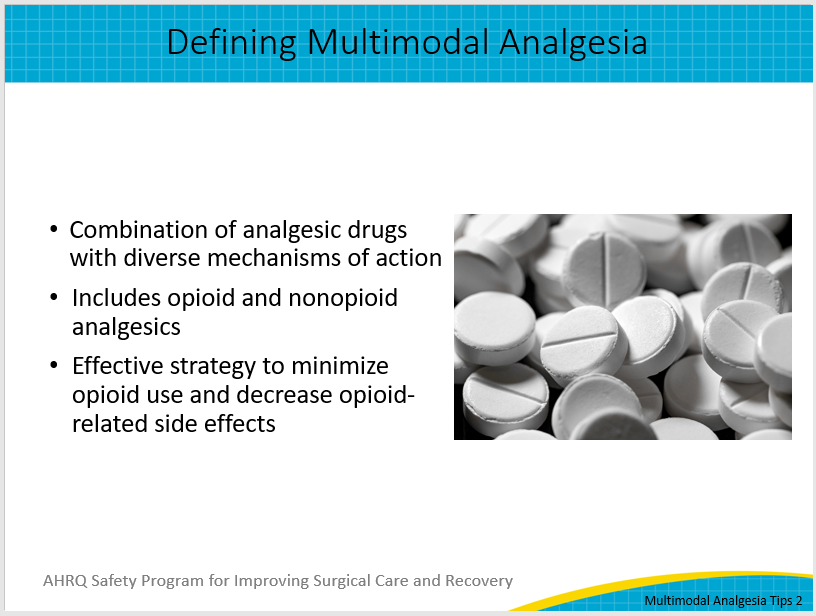 Defining Multimodal Analgesia
• Combination of analgesic drugs
with diverse mechanisms of action
• Includes opioid and nonopioid
analgesics
• Effective strategy to minimize
opioid use and decrease opioid-
related side effects
AHRQ Safety Program for Improving Surgical Care and Recovery
Multimodal Analgesia Tips 2